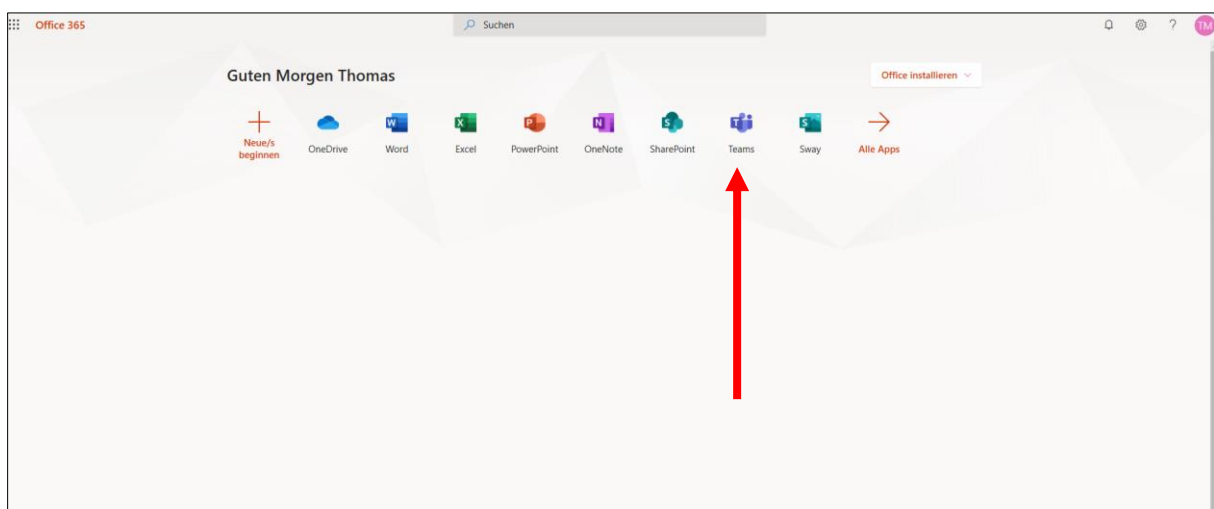 Office 365
Suchen
?
TM
Guten Morgen Thomas
Office installieren
Neue/s
beginnen
OneDrive
Word
Excel
PowerPoint
OneNote
SharePoint
Teams
Sway
Alle Apps